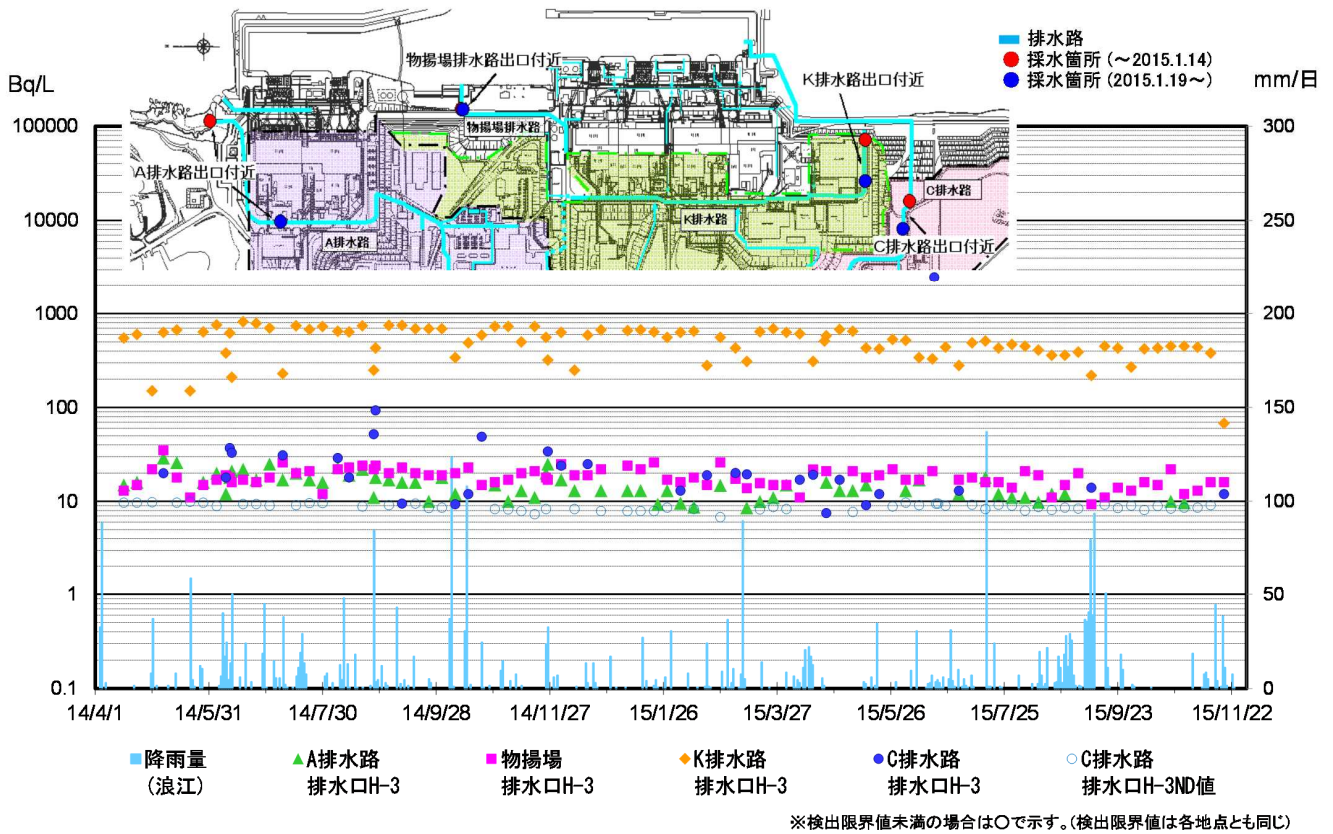 排水路
採水箇所(～2015.1.14)
採水箇所(2015.1.19～)
物揚場排水路出口付近
K排水路出口付近
Bq/L
mm/日
物揚場排水路
A排水路出口付近
A排水路
K排水路
C排水路
C排水路出口付近
100000
10000
1000
100
10
1
0.1
300
250
200
150
100
50
0
14/4/1
14/5/31
14/7/30
14/9/28
14/11/27
15/1/26
15/3/27
15/5/26
15/7/25
15/9/23
15/11/22
降雨量
(浪江)
A排水路
排水口H-3
物揚場
排水口H-3
K排水路
排水口H-3
C排水路
排水口H-3
C排水路
排水口H-3ND値
※検出限界値未満の場合は○で示す。(検出限界値は各地点とも同じ)